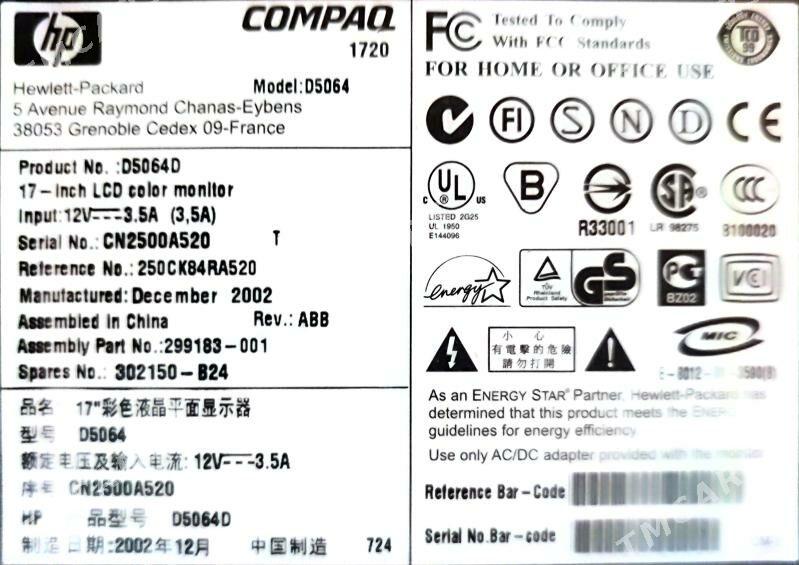 hp
COMPAQ
1720
Hewlett-Packard Model:D5064
5 Avenue Raymond Chanas-Eybens
38053 Grenoble Cedex 09-France
Product No. :D5064D
17-inch LCD color monitor
Input:12V⎓3.5A (3,5A)
Serial No.:CN2500A520 T
Reference No.:250CK84RA520
Manufactured:December 2002
Assembled in China Rev.: ABB
Assembly Part No.:299183-001
Spares No.: 302150-B24
品名: 17"彩色液晶平面显示器
型号 D5064
额定电压及输入电流: 12V⎓3.5A
序号 CN2500A520
HP 品型号 D5064D
制造日期:2002年12月 中国制造 724
FC Tested To Comply
With FCC Standards
FOR HOME OR OFFICE USE
TCO
99
FI S N D CE
C UL US
LISTED 2G25
UL 1950
E144096
B
R33001
SA
LR 98275
CCC
8100020
energy
TÜV
Rheinland
Product Safety
GS
geprüfte
Sicherheit
PG
BZ02
VCI
小心
有電擊的危險
請勿打開
MIC
As an ENERGY STAR® Partner, Hewlett-Packard has
determined that this product meets the ENERG
guidelines for energy efficiency.
Use only AC/DC adapter provided with the monitor
Reference Bar-Code
Serial No.Bar-code
TMCARS